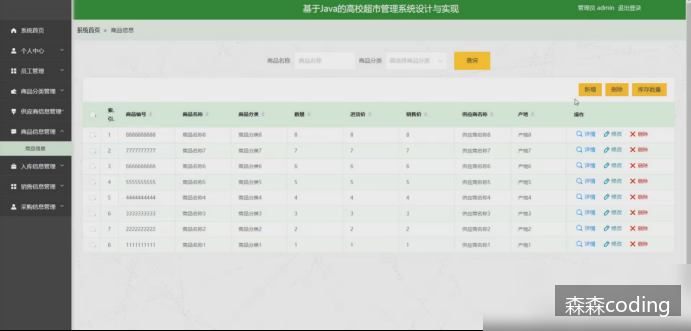 基于Java的高校超市管理系统设计与实现
管理员 admin 退出登录
系统首页
个人中心
员工管理
商品分类管理
供应商信息管理
商品信息管理
商品信息
入库信息管理
销售信息管理
采购信息管理
系统首页 > 商品信息
商品名称 商品名称 商品分类 请选择商品分类 查询
新增 删除 库存批量
索引 商品编号 商品名称 商品分类 数量 进货价 销售价 供应商名称 产地 操作
1 8888888888 商品名称8 商品分类8 8 8 8 供应商名称8 产地8 详情 修改 删除
2 7777777777 商品名称7 商品分类7 7 7 7 供应商名称7 产地7 详情 修改 删除
3 6666666666 商品名称6 商品分类6 6 6 6 供应商名称6 产地6 详情 修改 删除
4 5555555555 商品名称5 商品分类5 5 5 5 供应商名称5 产地5 详情 修改 删除
5 4444444444 商品名称4 商品分类4 4 4 4 供应商名称4 产地4 详情 修改 删除
6 3333333333 商品名称3 商品分类3 3 3 3 供应商名称3 产地3 详情 修改 删除
7 2222222222 商品名称2 商品分类2 2 2 2 供应商名称2 产地2 详情 修改 删除
8 1111111111 商品名称1 商品分类1 1 1 1 供应商名称1 产地1 详情 修改 删除
森森coding